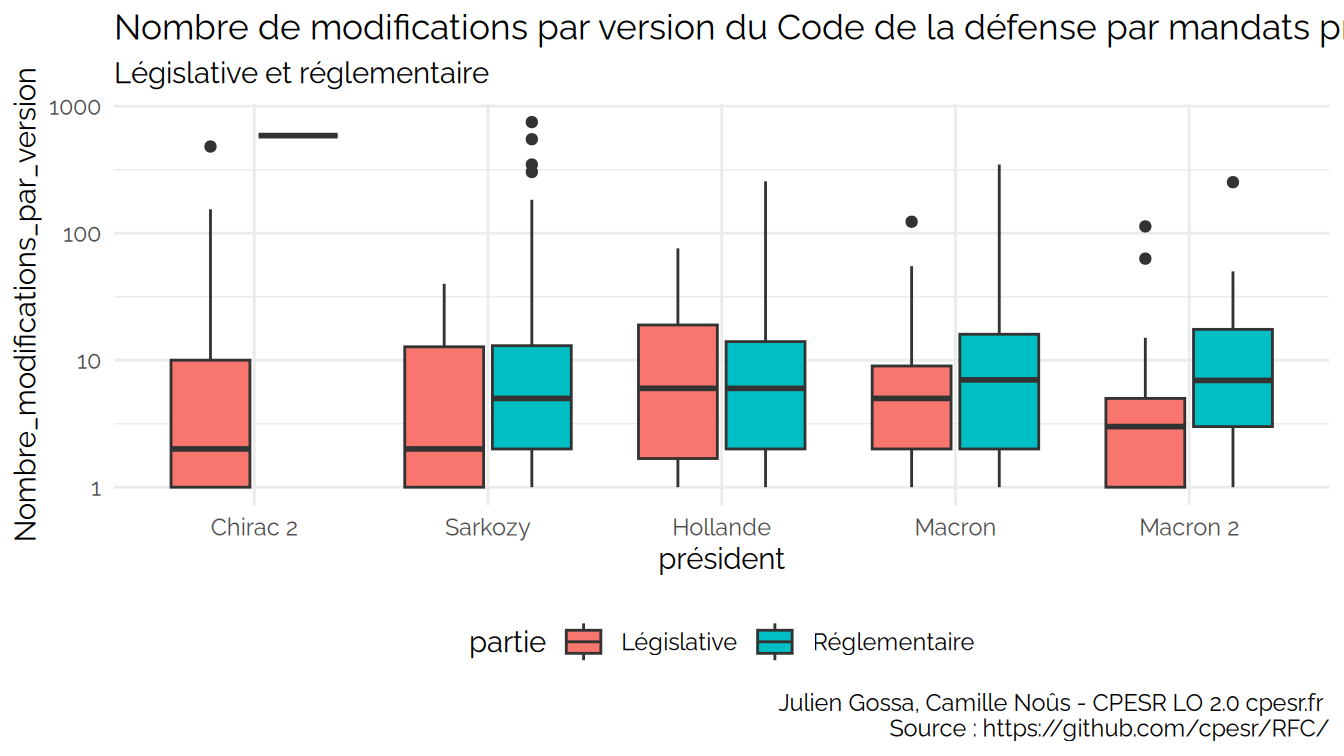 Nombre de modifications par version du Code de la défense par mandats
Législative et réglementaire
Nombre_modifications_par_version
1000
100
10
1
Chirac 2 Sarkozy Hollande Macron Macron 2
président
partie Législative Réglementaire
Julien Gossa, Camille Noûs - CPESR LO 2.0 cpesr.fr
Source : https://github.com/cpesr/RFC/